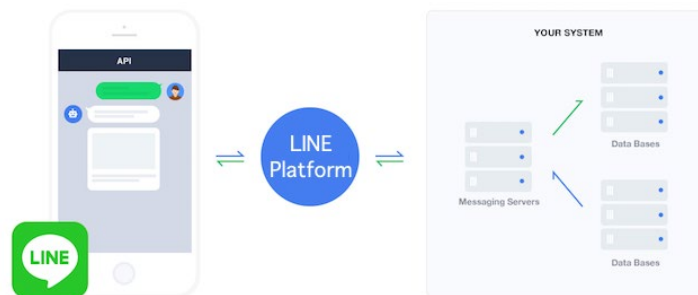 API
LINE
LINE
Platform
YOUR SYSTEM
Messaging Servers
Data Bases
Data Bases